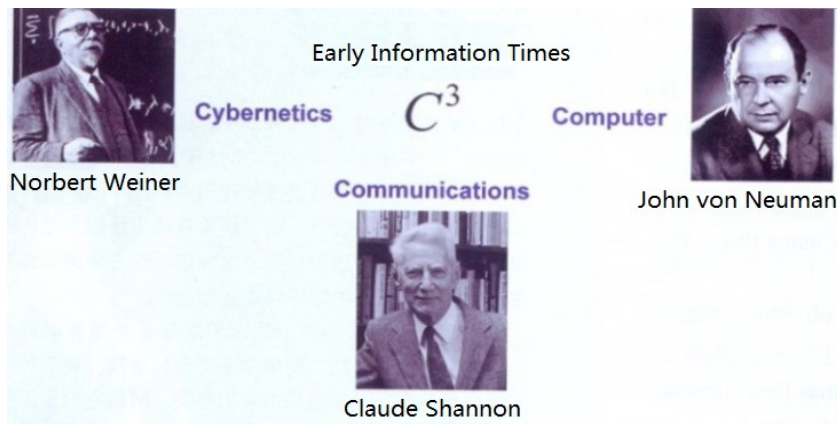 Early Information Times
Cybernetics
C³
Computer
Norbert Weiner
John von Neuman
Communications
Claude Shannon